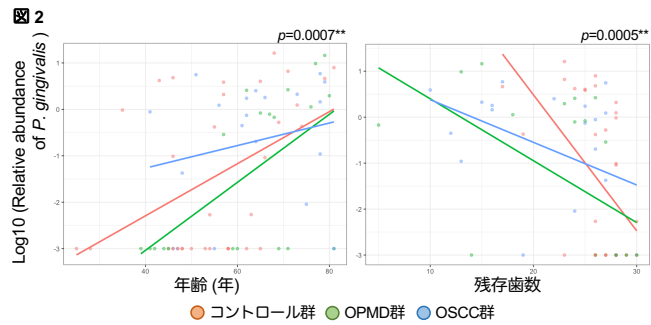 図 2
p=0.0007**
p=0.0005**
Log10 (Relative abundance
of P. gingivalis )
1
0
-1
-2
-3
40
60
80
年齢 (年)
1
0
-1
-2
-3
10
20
30
残存歯数
コントロール群 OPMD群 OSCC群